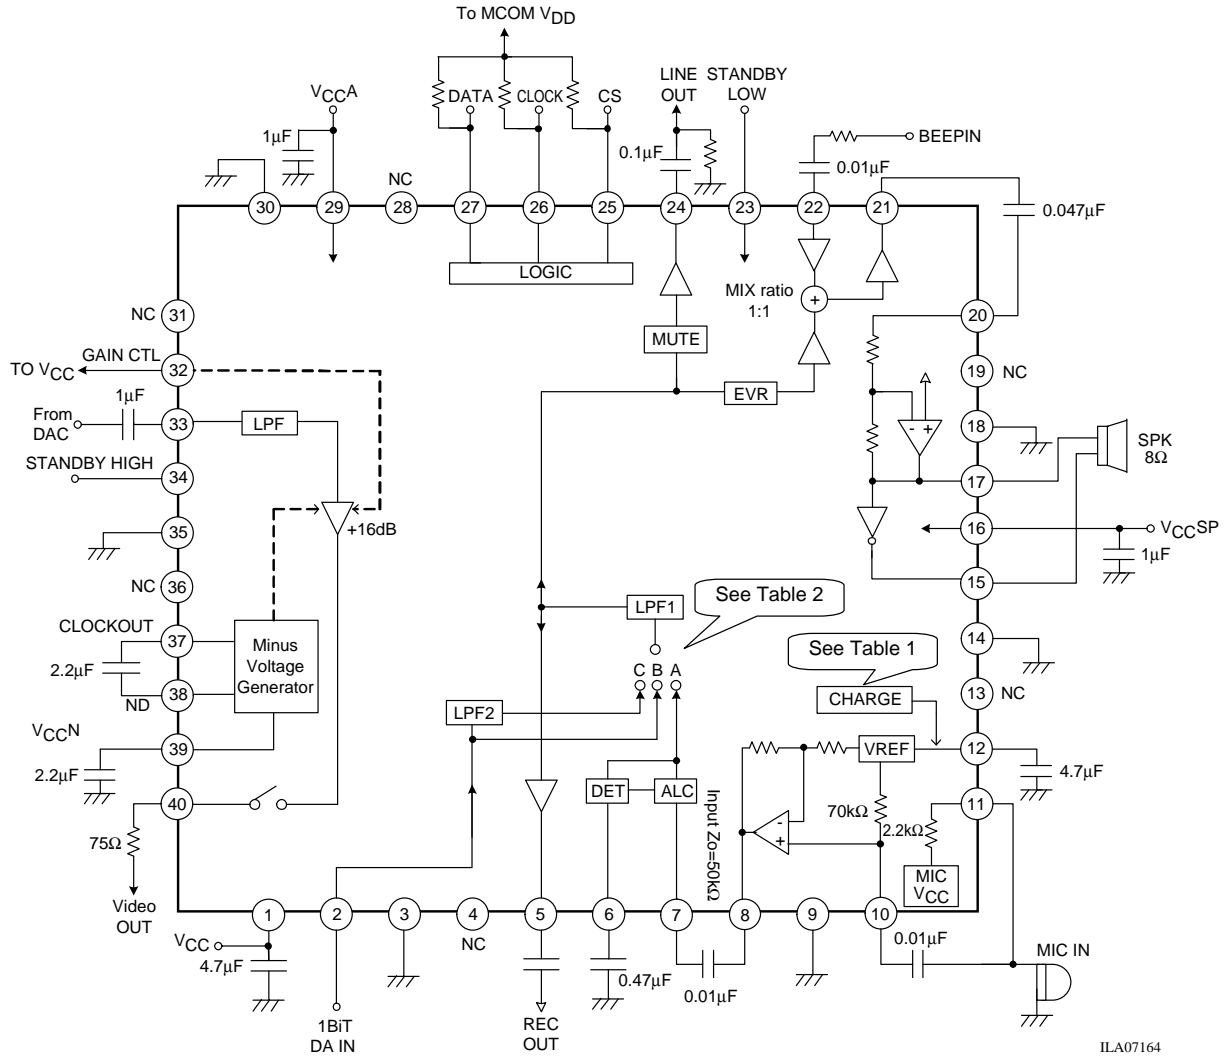 To MCOM VDD
VCCA
DATA
CLOCK
CS
LINE
OUT
STANDBY
LOW
1µF
0.1µF
0.01µF
BEEPIN
NC
30
29
28
27
26
25
24
23
22
21
0.047µF
LOGIC
MIX ratio
1:1
+
NC
31
20
GAIN CTL
TO VCC
32
MUTE
19
NC
1µF
From
DAC
33
LPF
EVR
18
- +
SPK
8Ω
STANDBY HIGH
34
17
+16dB
35
16
VCCSP
1µF
NC
36
15
See Table 2
LPF1
CLOCKOUT
37
Minus
Voltage
Generator
2.2µF
38
ND
14
See Table 1
C B A
13
NC
CHARGE
LPF2
VCCN
39
2.2µF
VREF
12
4.7µF
DET
ALC
Input Zo=50kΩ
70kΩ
2.2kΩ
11
40
75Ω
-
+
MIC
VCC
Video
OUT
1
2
3
4
5
6
7
8
9
10
NC
VCC
4.7µF
0.47µF
0.01µF
0.01µF
MIC IN
1BiT
DA IN
REC
OUT
ILA07164